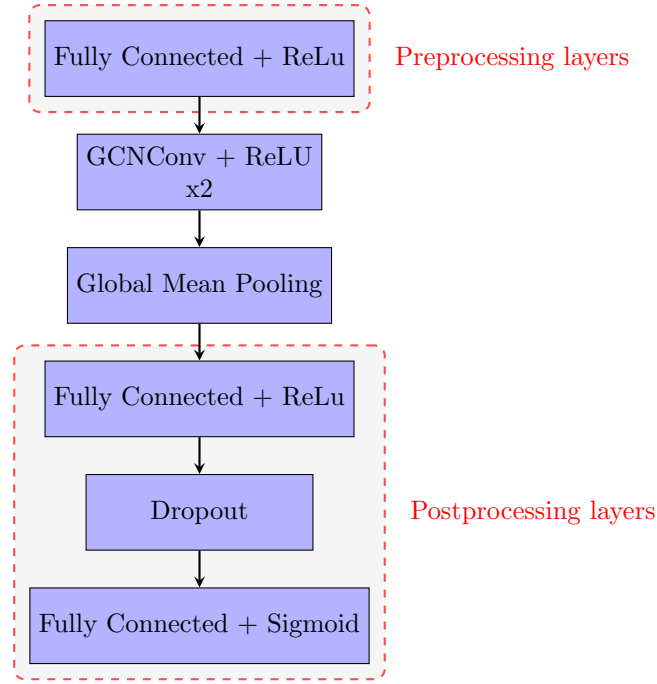 Fully Connected + ReLu
Preprocessing layers
GCNConv + ReLU
x2
Global Mean Pooling
Fully Connected + ReLu
Dropout
Postprocessing layers
Fully Connected + Sigmoid